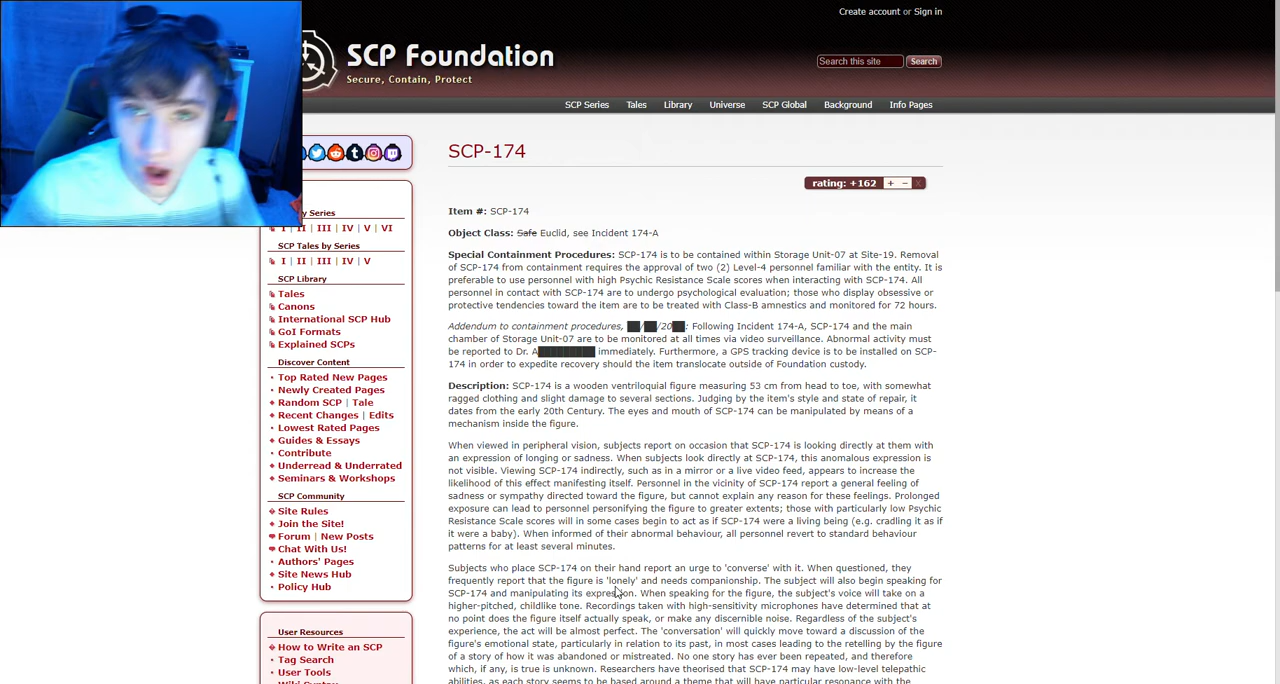 Create account or Sign in
SCP Foundation
Secure, Contain, Protect
Search this site Search
SCP Series Tales Library Universe SCP Global Background Info Pages
SCP-174
rating: +162 + – X
Item #: SCP-174
Object Class: Safe Euclid, see Incident 174-A
Special Containment Procedures: SCP-174 is to be contained within Storage Unit-07 at Site-19. Removal
of SCP-174 from containment requires the approval of two (2) Level-4 personnel familiar with the entity. It is
preferable to use personnel with high Psychic Resistance Scale scores when interacting with SCP-174. All
personnel in contact with SCP-174 are to undergo psychological evaluation; those who display obsessive or
protective tendencies toward the item are to be treated with Class-B amnestics and monitored for 72 hours.
Addendum to containment procedures, ██/██/20██: Following Incident 174-A, SCP-174 and the main
chamber of Storage Unit-07 are to be monitored at all times via video surveillance. Abnormal activity must
be reported to Dr. A█████████ immediately. Furthermore, a GPS tracking device is to be installed on SCP-
174 in order to expedite recovery should the item translocate outside of Foundation custody.
Description: SCP-174 is a wooden ventriloquial figure measuring 53 cm from head to toe, with somewhat
ragged clothing and slight damage to several sections. Judging by the item's style and state of repair, it
dates from the early 20th Century. The eyes and mouth of SCP-174 can be manipulated by means of a
mechanism inside the figure.
When viewed in peripheral vision, subjects report on occasion that SCP-174 is looking directly at them with
an expression of longing or sadness. When subjects look directly at SCP-174, this anomalous expression is
not visible. Viewing SCP-174 indirectly, such as in a mirror or a live video feed, appears to increase the
likelihood of this effect manifesting itself. Personnel in the vicinity of SCP-174 report a general feeling of
sadness or sympathy directed toward the figure, but cannot explain any reason for these feelings. Prolonged
exposure can lead to personnel personifying the figure to greater extents; those with particularly low Psychic
Resistance Scale scores will in some cases begin to act as if SCP-174 were a living being (e.g. cradling it as if
it were a baby). When informed of their abnormal behaviour, all personnel revert to standard behaviour
patterns for at least several minutes.
Subjects who place SCP-174 on their hand report an urge to 'converse' with it. When questioned, they
frequently report that the figure is 'lonely' and needs companionship. The subject will also begin speaking for
SCP-174 and manipulating its expression. When speaking for the figure, the subject's voice will take on a
higher-pitched, childlike tone. Recordings taken with high-sensitivity microphones have determined that at
no point does the figure itself actually speak, or make any discernible noise. Regardless of the subject's
experience, the act will be almost perfect. The 'conversation' will quickly move toward a discussion of the
figure's emotional state, particularly in relation to its past, in most cases leading to the retelling by the figure
of a story of how it was abandoned or mistreated. No one story has ever been repeated, and therefore
which, if any, is true is unknown. Researchers have theorised that SCP-174 may have low-level telepathic
abilities, as each story seems to be based around a theme that will have particular resonance with the
y Series
I | II | III | IV | V | VI
SCP Tales by Series
I | II | III | IV | V
SCP Library
Tales
Canons
International SCP Hub
GoI Formats
Explained SCPs
Discover Content
Top Rated New Pages
Newly Created Pages
Random SCP | Tale
Recent Changes | Edits
Lowest Rated Pages
Guides & Essays
Contribute
Underread & Underrated
Seminars & Workshops
SCP Community
Site Rules
Join the Site!
Forum | New Posts
Chat With Us!
Authors' Pages
Site News Hub
Policy Hub
User Resources
How to Write an SCP
Tag Search
User Tools
Wiki Syntax